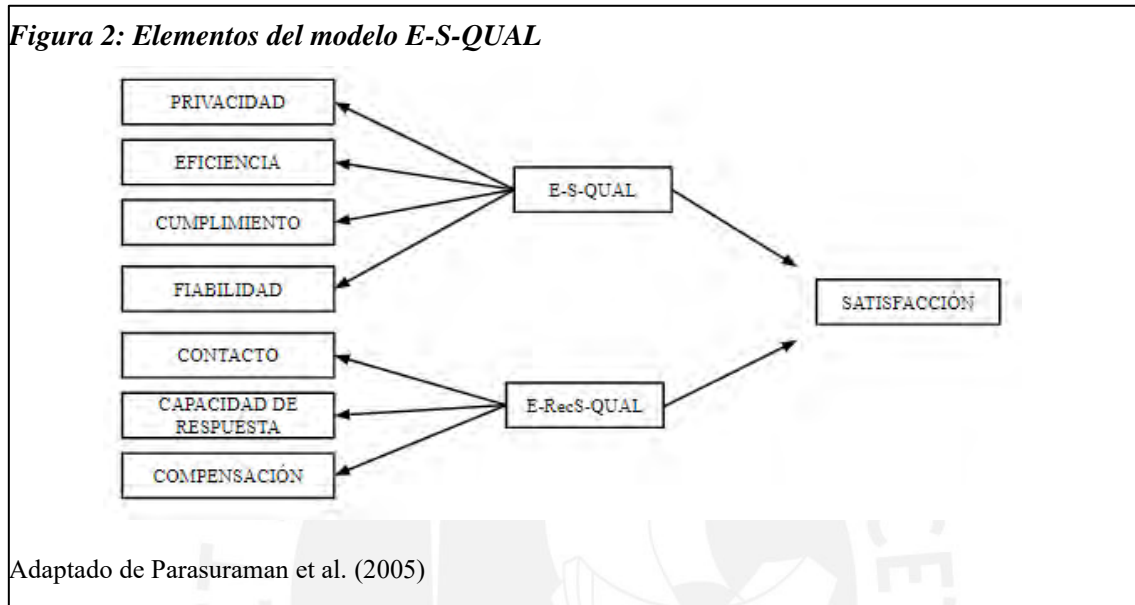 Figura 2: Elementos del modelo E-S-QUAL
PRIVACIDAD
EFICIENCIA
CUMPLIMIENTO
FIABILIDAD
CONTACTO
CAPACIDAD DE
RESPUESTA
COMPENSACIÓN
E-S-QUAL
E-RecS-QUAL
SATISFACCIÓN
Adaptado de Parasuraman et al. (2005)